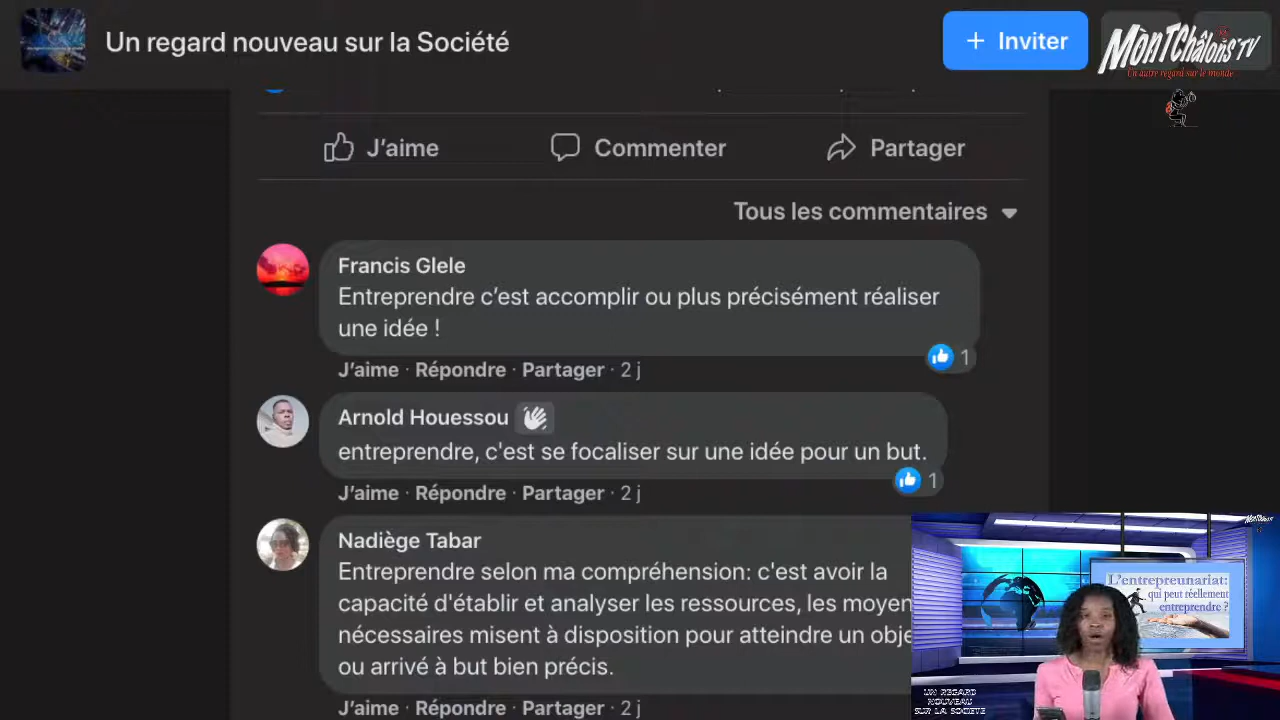 Un regard nouveau sur la Société
+ Inviter
MònTChâlons'TV
Un autre regard sur le monde
J'aime
Commenter
Partager
Tous les commentaires
Francis Glele
Entreprendre c'est accomplir ou plus précisément réaliser
une idée !
J'aime · Répondre · Partager · 2 j
1
Arnold Houessou
entreprendre, c'est se focaliser sur une idée pour un but.
1
J'aime · Répondre · Partager · 2 j
Nadiège Tabar
Entreprendre selon ma compréhension: c'est avoir la
capacité d'établir et analyser les ressources, les moyen
nécessaires misent à disposition pour atteindre un obje
ou arrivé à but bien précis.
J'aime · Répondre · Partager · 2 j
L'entrepreunariat:
qui peut réellement
entreprendre ?
UN REGARD
NOUVEAU
SUR LA SOCIETE